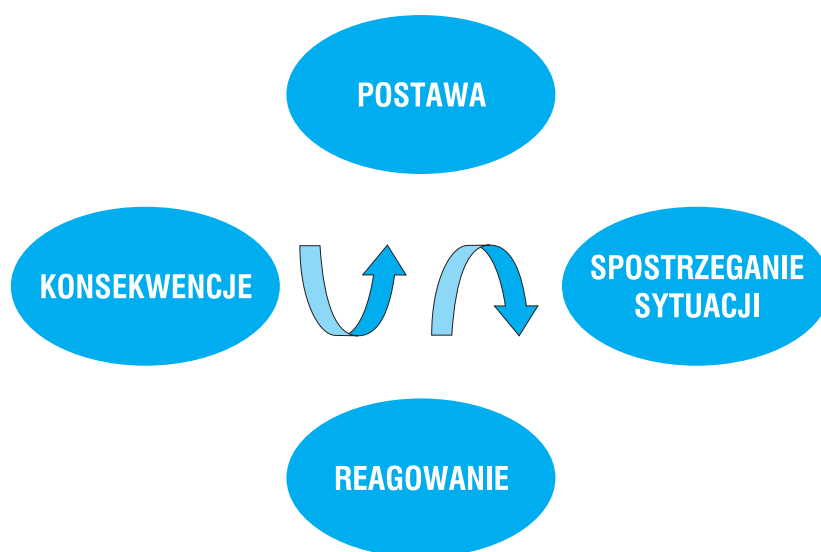 POSTAWA
KONSEKWENCJE
SPOSTRZEGANIE
SYTUACJI
REAGOWANIE